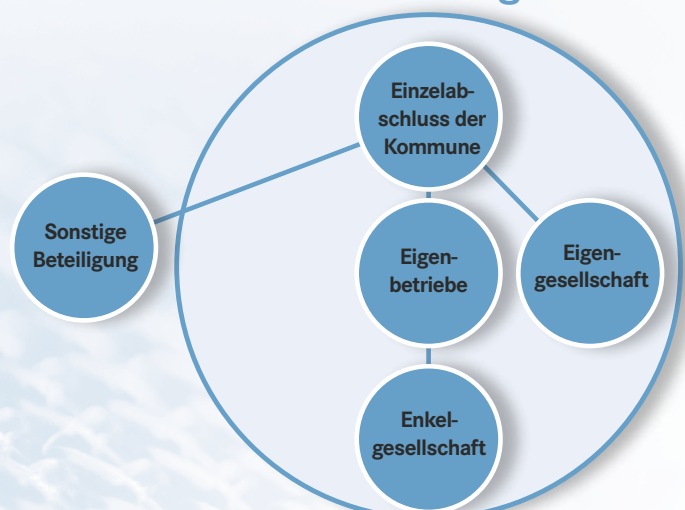 Einzelab-
schluss der
Kommune
Sonstige
Beteiligung
Eigen-
betriebe
Eigen-
gesellschaft
Enkel-
gesellschaft